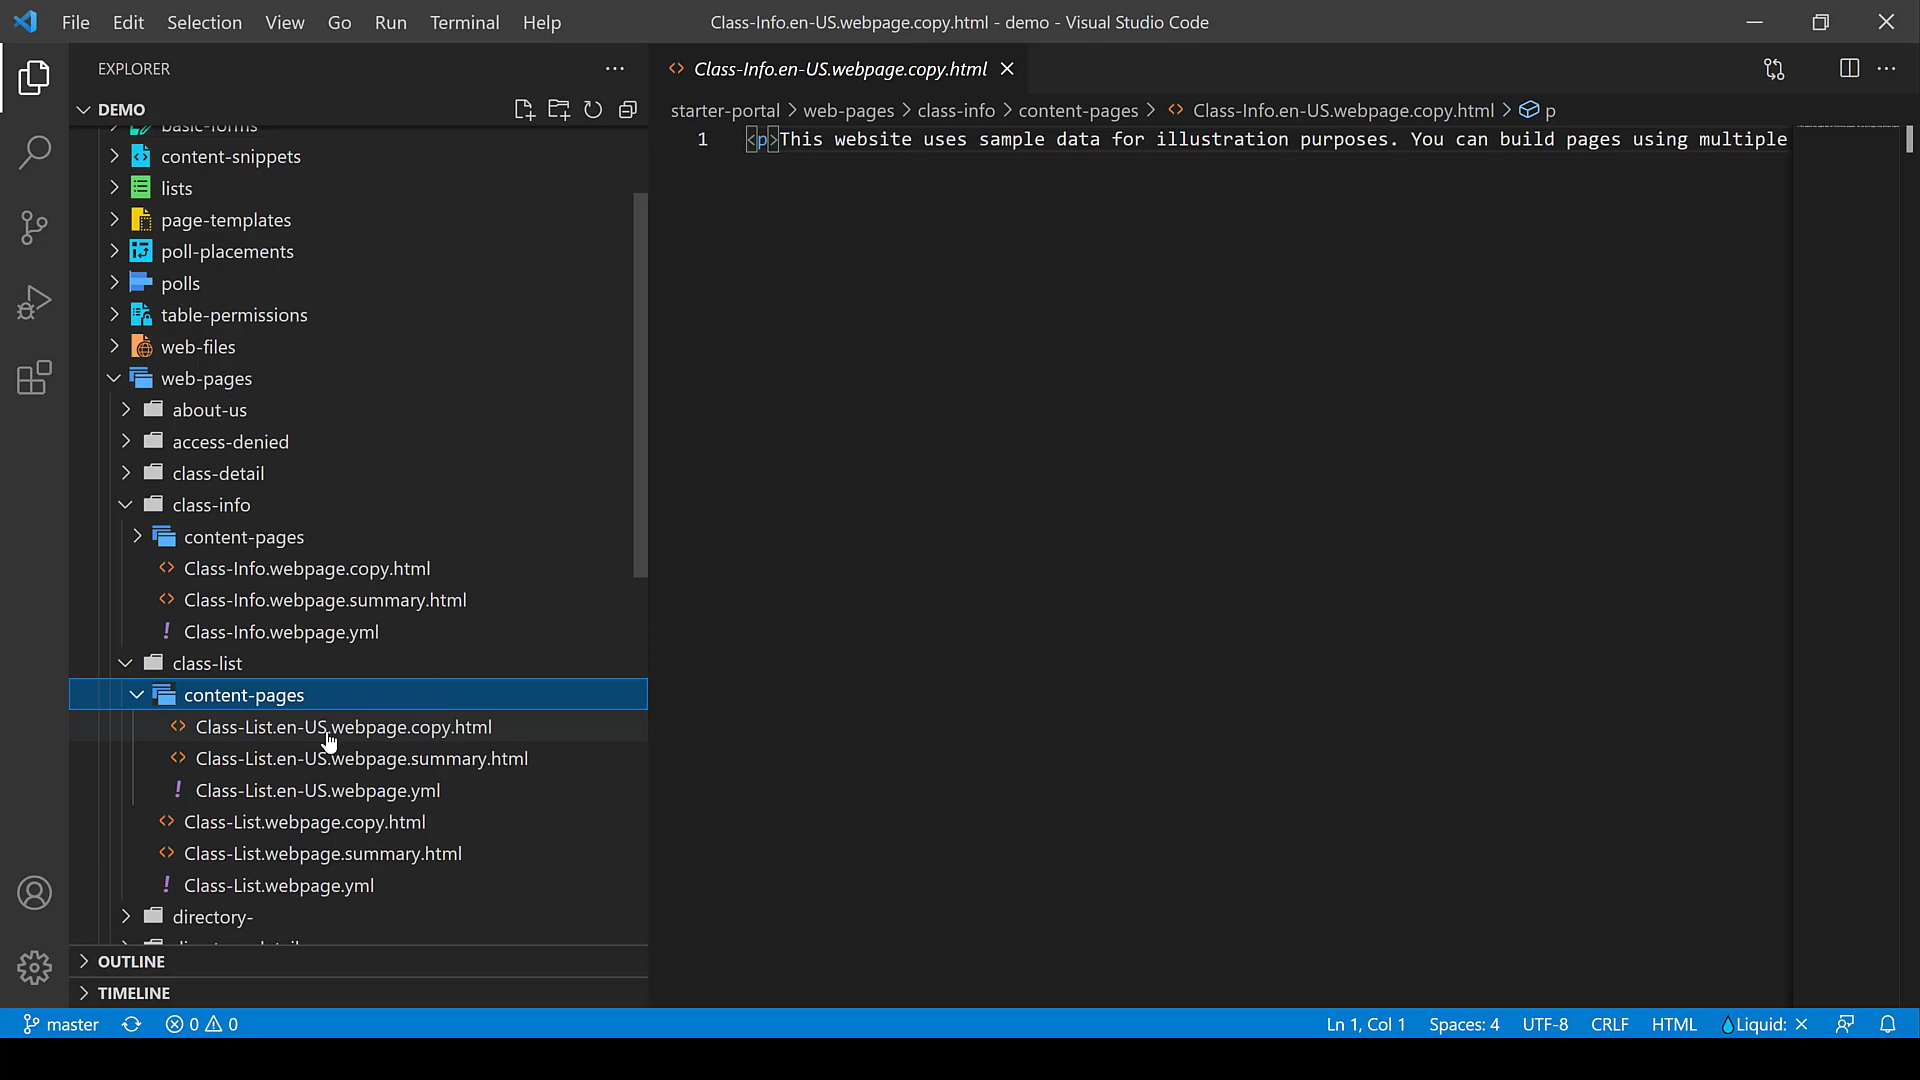 File Edit Selection View Go Run Terminal Help
Class-Info.en-US.webpage.copy.html - demo - Visual Studio Code
EXPLORER
DEMO
basic-forms
content-snippets
lists
page-templates
poll-placements
polls
table-permissions
web-files
web-pages
about-us
access-denied
class-detail
class-info
content-pages
Class-Info.webpage.copy.html
Class-Info.webpage.summary.html
Class-Info.webpage.yml
class-list
content-pages
Class-List.en-US.webpage.copy.html
Class-List.en-US.webpage.summary.html
Class-List.en-US.webpage.yml
Class-List.webpage.copy.html
Class-List.webpage.summary.html
Class-List.webpage.yml
directory-
OUTLINE
TIMELINE
Class-Info.en-US.webpage.copy.html
starter-portal > web-pages > class-info > content-pages > Class-Info.en-US.webpage.copy.html > p
1 <p>This website uses sample data for illustration purposes. You can build pages using multiple
master 0 0 Ln 1, Col 1 Spaces: 4 UTF-8 CRLF HTML Liquid: